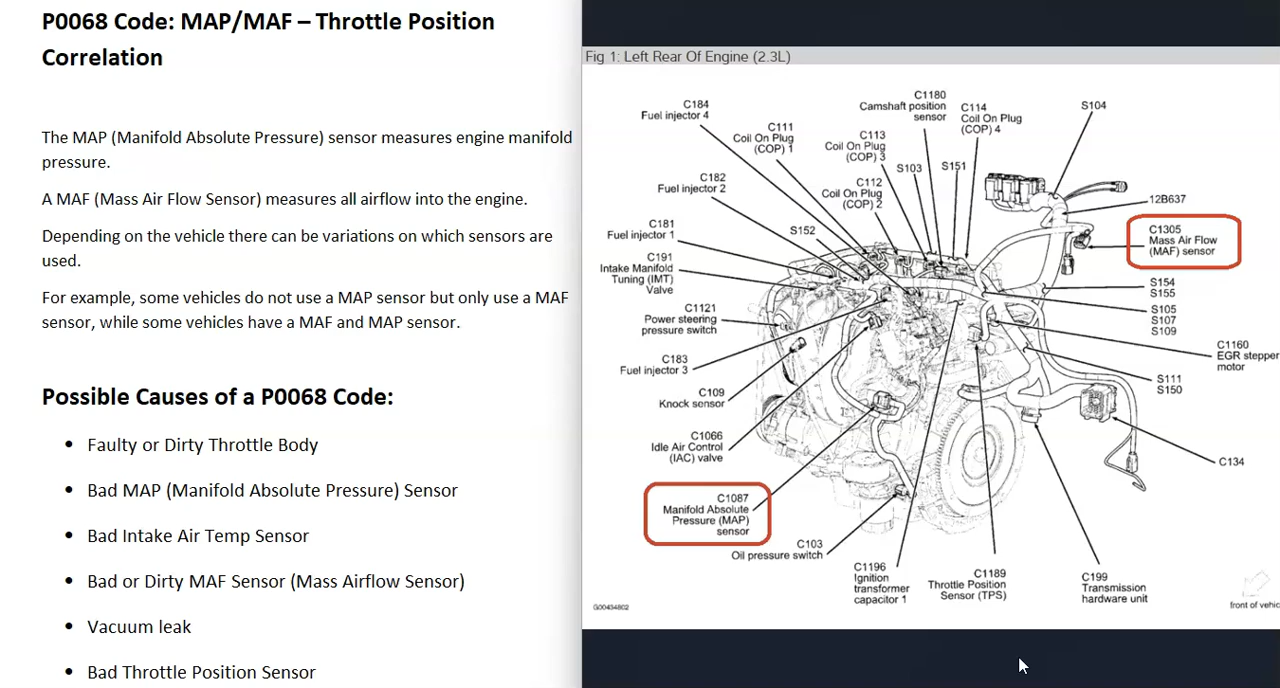 P0068 Code: MAP/MAF – Throttle Position
Correlation
The MAP (Manifold Absolute Pressure) sensor measures engine manifold
pressure.
A MAF (Mass Air Flow Sensor) measures all airflow into the engine.
Depending on the vehicle there can be variations on which sensors are
used.
For example, some vehicles do not use a MAP sensor but only use a MAF
sensor, while some vehicles have a MAF and MAP sensor.
Possible Causes of a P0068 Code:
• Faulty or Dirty Throttle Body
• Bad MAP (Manifold Absolute Pressure) Sensor
• Bad Intake Air Temp Sensor
• Bad or Dirty MAF Sensor (Mass Airflow Sensor)
• Vacuum leak
• Bad Throttle Position Sensor
Fig 1: Left Rear Of Engine (2.3L)
C184
Fuel injector 4
C111
Coil On Plug
(COP) 1
C182
Fuel injector 2
C181
Fuel injector 1
S152
C191
Intake Manifold
Tuning (IMT)
Valve
C1121
Power steering
pressure switch
C183
Fuel injector 3
C109
Knock sensor
C1066
Idle Air Control
(IAC) valve
C1087
Manifold Absolute
Pressure (MAP)
sensor
C103
Oil pressure switch
C1180
Camshaft position
sensor
C113
Coil On Plug
(COP) 3
C112
Coil On Plug
(COP) 2
S103
S151
C114
Coil On Plug
(COP) 4
S104
12B637
C1305
Mass Air Flow
(MAF) sensor
S154
S155
S105
S107
S109
C1160
EGR stepper
motor
S111
S150
C134
C1196
Ignition
transformer
capacitor 1
C1189
Throttle Position
Sensor (TPS)
C199
Transmission
hardware unit
G00434802
front of vehic